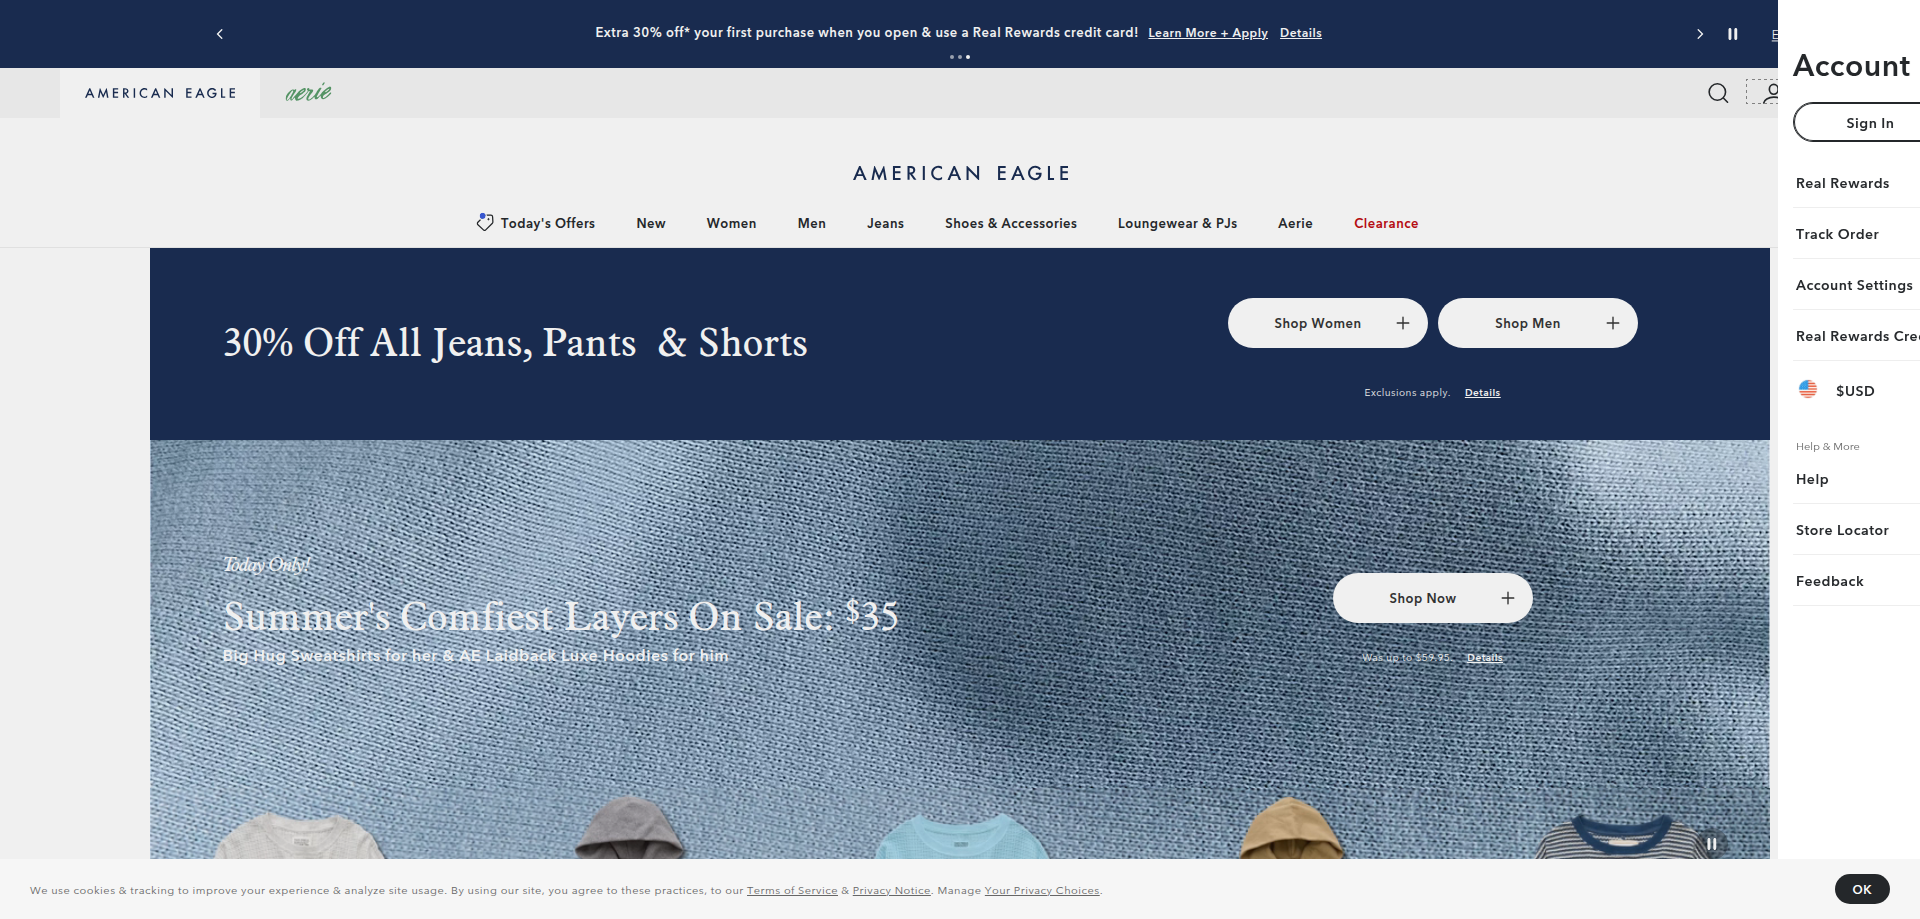 Extra 30% off* your first purchase when you open & use a Real Rewards credit card! Learn More + Apply Details
AMERICAN EAGLE
aerie
AMERICAN EAGLE
Today's Offers
New
Women
Men
Jeans
Shoes & Accessories
Loungewear & PJs
Aerie
Clearance
30% Off All Jeans, Pants & Shorts
Shop Women
Shop Men
Exclusions apply. Details
Today Only!
Summer's Comfiest Layers On Sale: $35
Big Hug Sweatshirts for her & AE Laidback Luxe Hoodies for him
Shop Now
Was up to $59.95. Details
Account
Sign In
Real Rewards
Track Order
Account Settings
Real Rewards Cre
$USD
Help & More
Help
Store Locator
Feedback
We use cookies & tracking to improve your experience & analyze site usage. By using our site, you agree to these practices, to our Terms of Service & Privacy Notice. Manage Your Privacy Choices.
OK